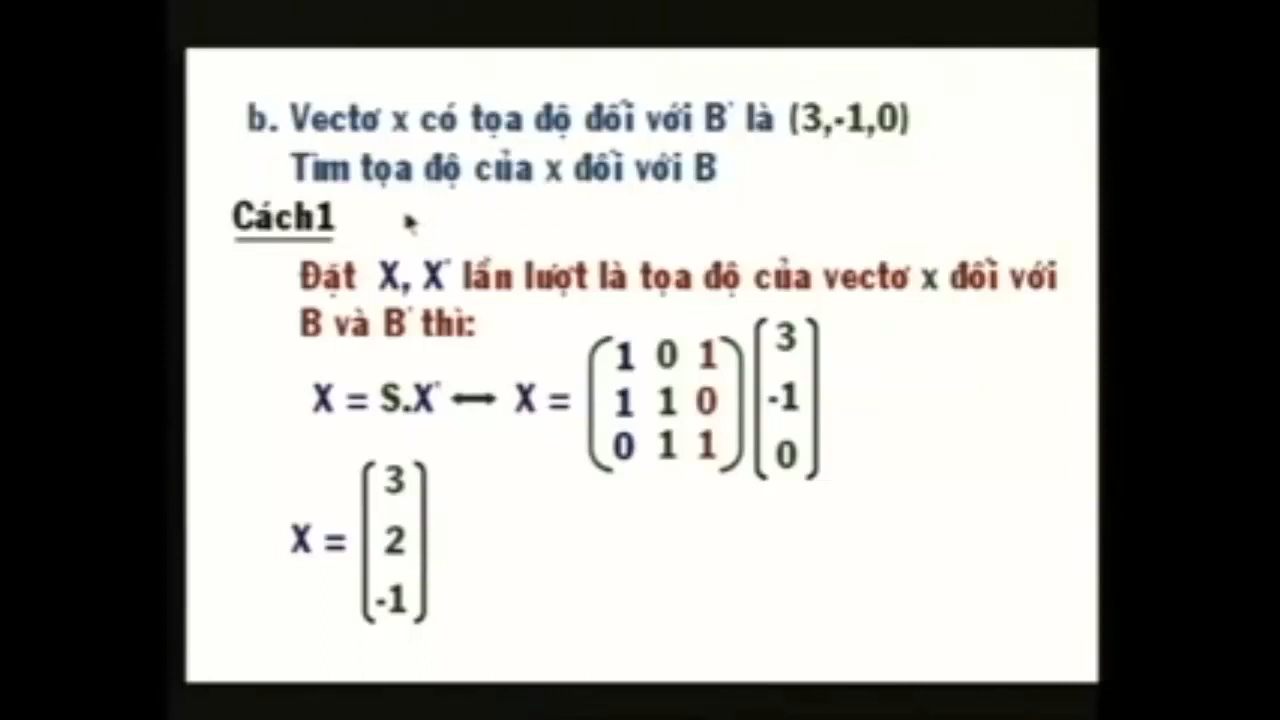 b. Vectơ x có tọa độ đối với B' là (3,-1,0)
Tìm tọa độ của x đối với B
Cách1
Đặt X, X' lần lượt là tọa độ của vectơ x đối với
B và B' thì:
X = S.X' ⟷ X = (1 0 1; 1 1 0; 0 1 1) [3; -1; 0]
X = [3; 2; -1]